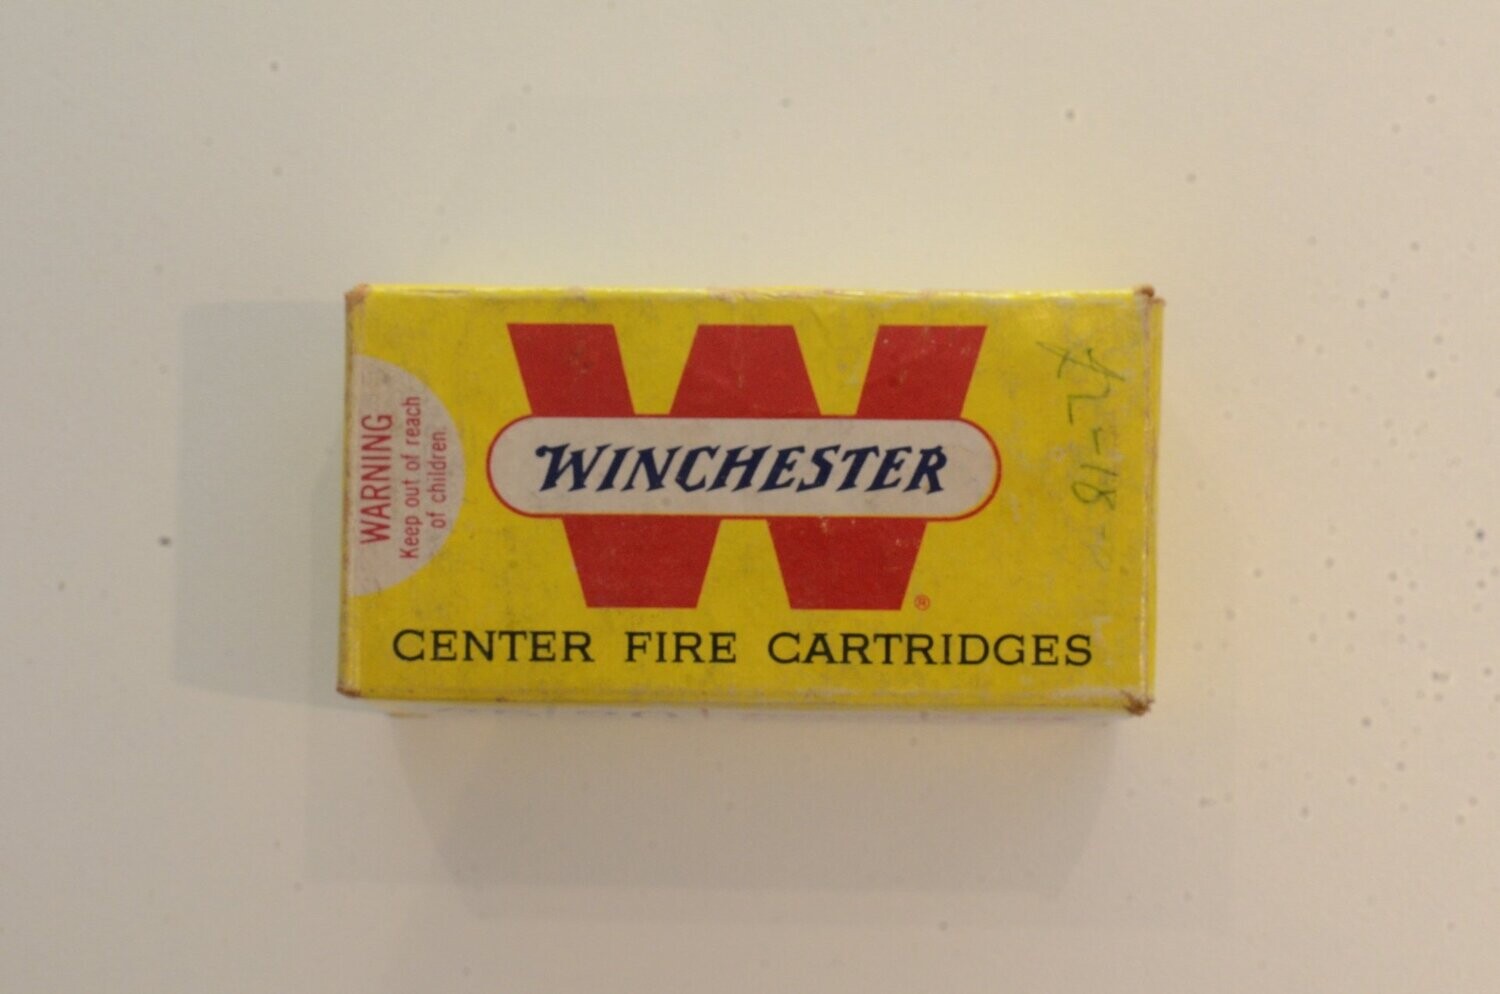 WARNING
Keep out of reach
of children.
WINCHESTER
®
CENTER FIRE CARTRIDGES